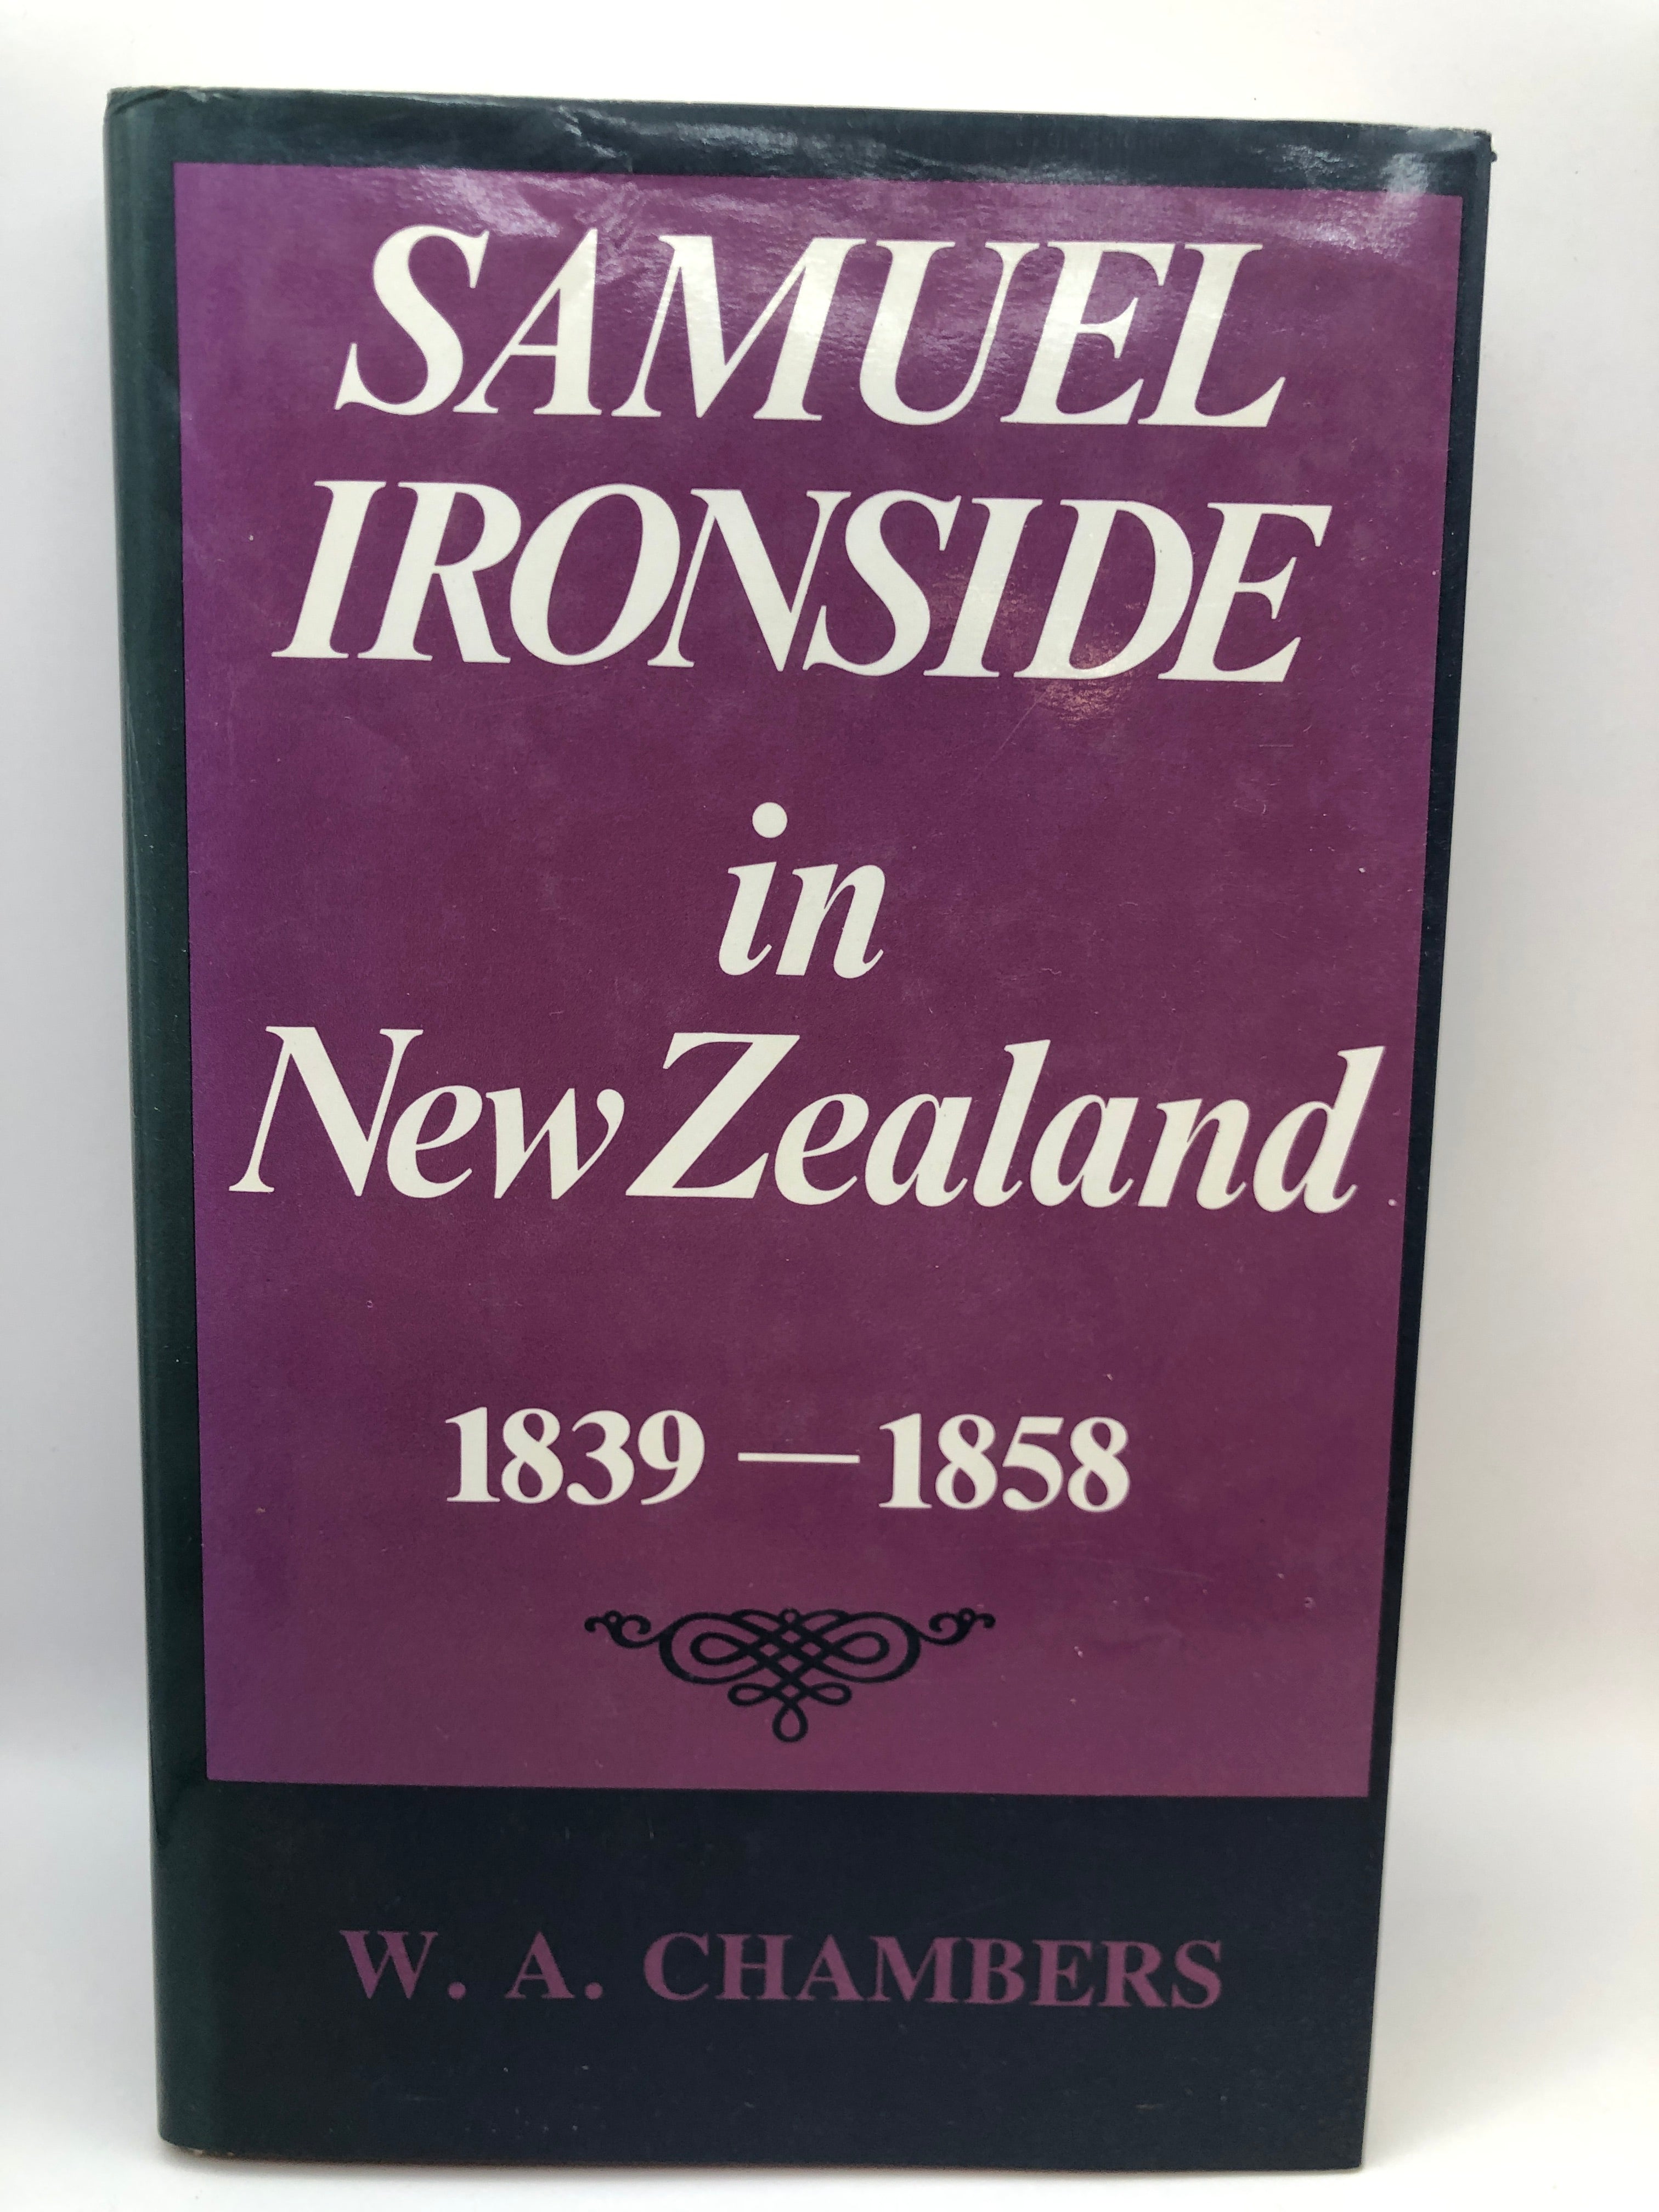 SAMUEL
IRONSIDE
in
New Zealand
1839 — 1858
W. A. CHAMBERS